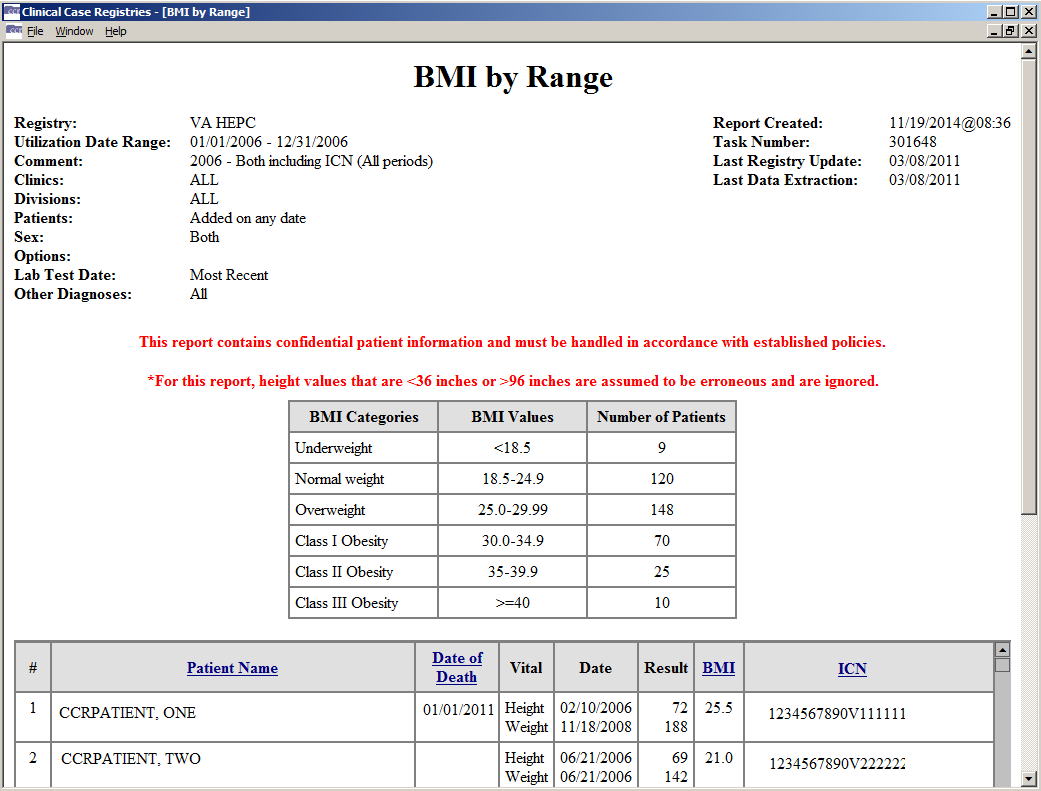 Clinical Case Registries - [BMI by Range]
File Window Help
BMI by Range
Registry: VA HEPC Report Created: 11/19/2014@08:36
Utilization Date Range: 01/01/2006 - 12/31/2006 Task Number: 301648
Comment: 2006 - Both including ICN (All periods) Last Registry Update: 03/08/2011
Clinics: ALL Last Data Extraction: 03/08/2011
Divisions: ALL
Patients: Added on any date
Sex: Both
Options:
Lab Test Date: Most Recent
Other Diagnoses: All
This report contains confidential patient information and must be handled in accordance with established policies.
*For this report, height values that are <36 inches or >96 inches are assumed to be erroneous and are ignored.
BMI Categories BMI Values Number of Patients
Underweight <18.5 9
Normal weight 18.5-24.9 120
Overweight 25.0-29.99 148
Class I Obesity 30.0-34.9 70
Class II Obesity 35-39.9 25
Class III Obesity >=40 10
# Patient Name Date of Death Vital Date Result BMI ICN
1 CCRPATIENT, ONE 01/01/2011 Height 02/10/2006 72 25.5 1234567890V111111
Weight 11/18/2008 188
2 CCRPATIENT, TWO Height 06/21/2006 69 21.0 1234567890V222222
Weight 06/21/2006 142